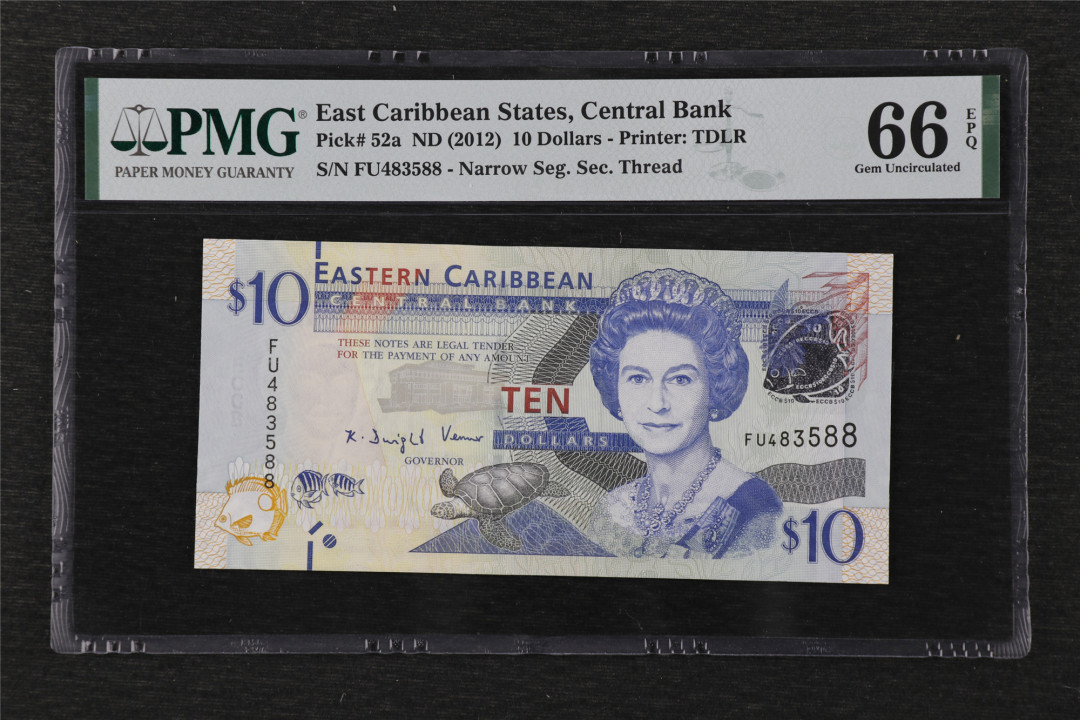 PMG®
PAPER MONEY GUARANTY
East Caribbean States, Central Bank
Pick# 52a ND (2012) 10 Dollars - Printer: TDLR
S/N FU483588 - Narrow Seg. Sec. Thread
66
EPQ
Gem Uncirculated
$10
EASTERN CARIBBEAN
CENTRAL BANK
THESE NOTES ARE LEGAL TENDER
FOR THE PAYMENT OF ANY AMOUNT
FU483588
TEN
DOLLARS
K. Dwight Venner
GOVERNOR
FU483588
$10